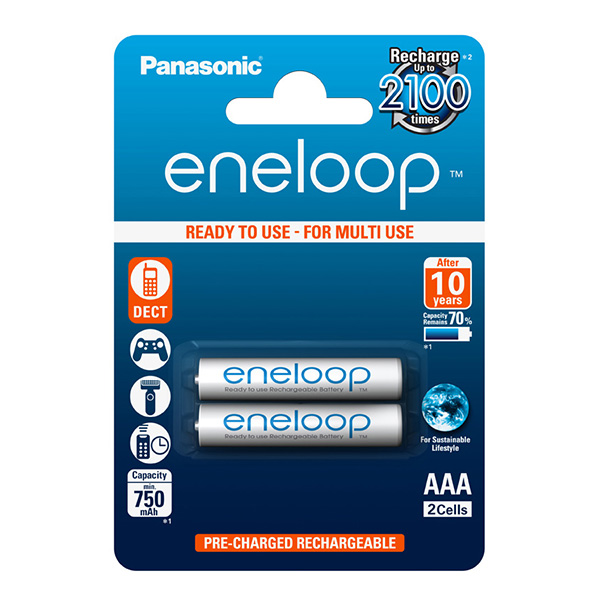 Panasonic
Recharge *2
Up to
2100
times
eneloop ™
READY TO USE - FOR MULTI USE
DECT
After
10
years
Capacity
Remains 70%
*1
eneloop
Ready to use Rechargeable Battery ™
eneloop
Ready to use Rechargeable Battery ™
For Sustainable
Lifestyle
Capacity
min.
750
mAh
*1
AAA
2Cells
PRE-CHARGED RECHARGEABLE